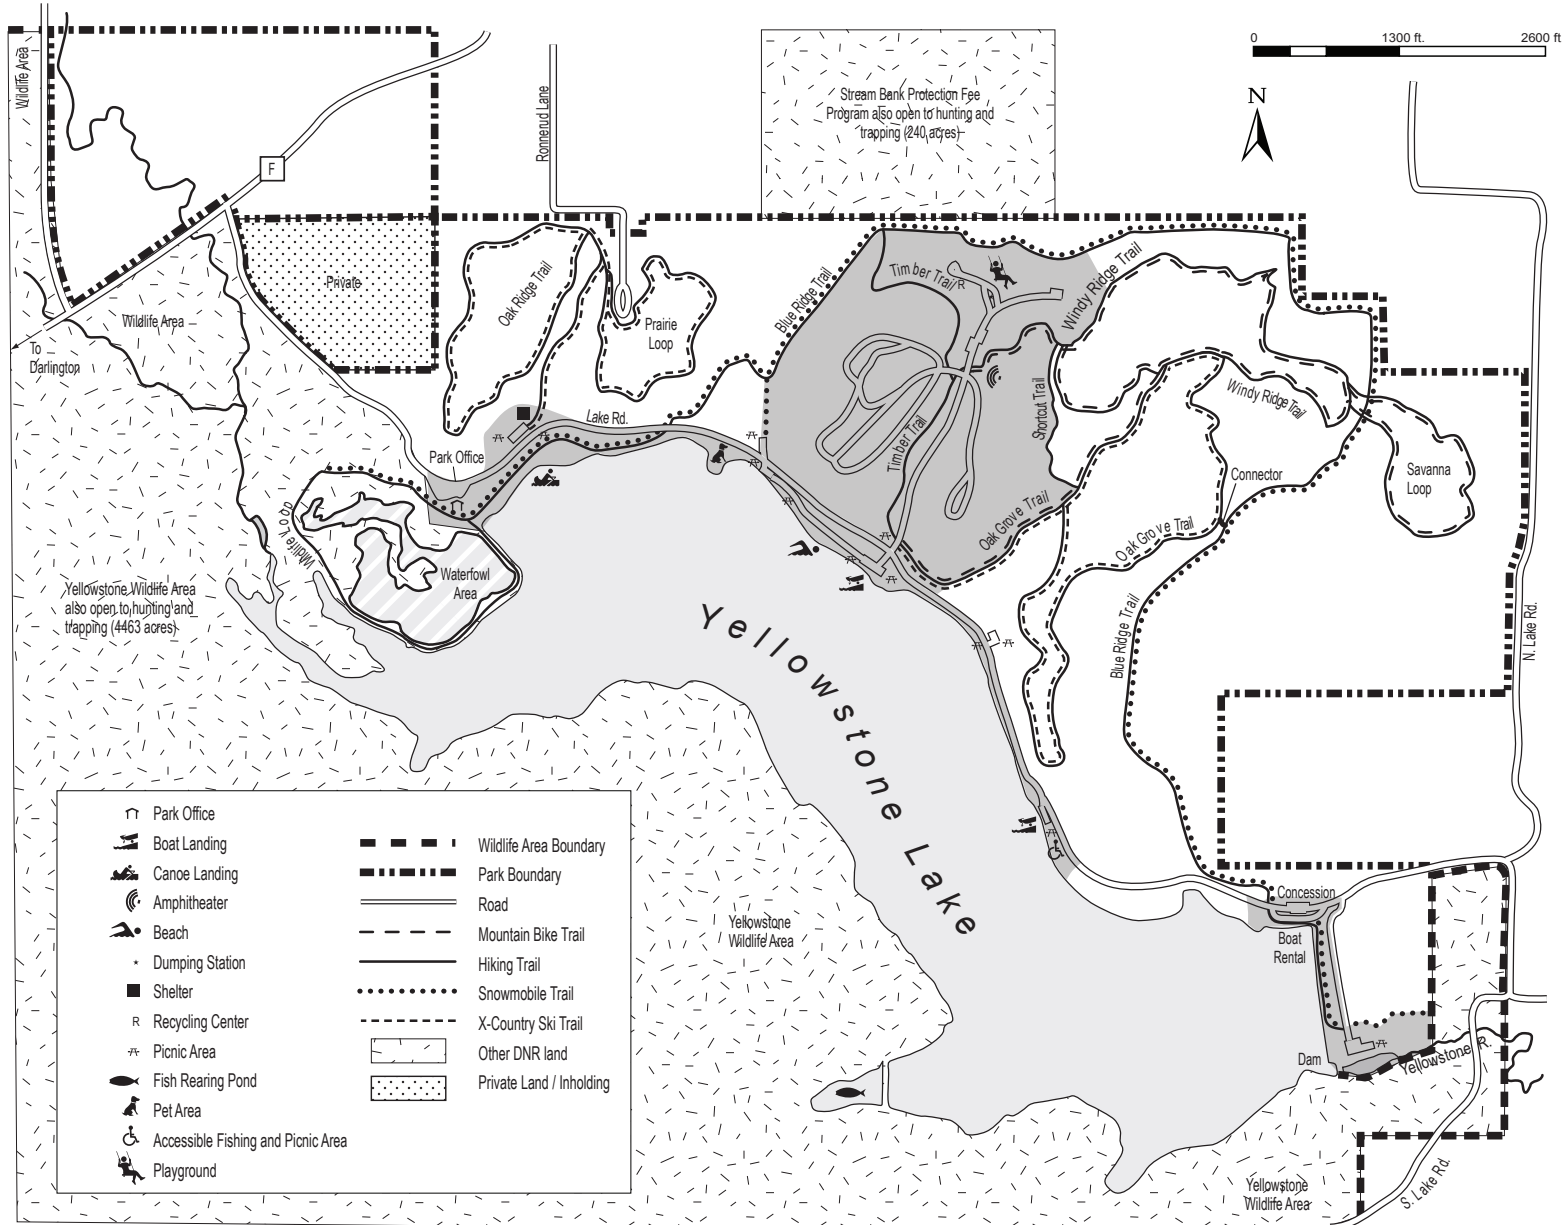 0 1300 ft. 2600 ft
N
Wildlife Area
Ronnerud Lane
Stream Bank Protection Fee
Program also open to hunting and
trapping (240 acres)
F
Private
Oak Ridge Trail
Prairie
Loop
Blue Ridge Trail
Timber Trail
R
Windy Ridge Trail
Wildlife Area
To
Darlington
Lake Rd.
Park Office
Timber Trail
Shortcut Trail
Windy Ridge Trail
Savanna
Loop
Connector
Oak Grove Trail
Oak Grove Trail
Wildlife Loop
Waterfowl
Area
Yellowstone Wildlife Area
also open to hunting and
trapping (4463 acres)
Yellowstone Lake
Blue Ridge Trail
N. Lake Rd.
Park Office
Boat Landing
Canoe Landing
Amphitheater
Beach
Dumping Station
Shelter
R Recycling Center
Picnic Area
Fish Rearing Pond
Pet Area
Accessible Fishing and Picnic Area
Playground
Wildlife Area Boundary
Park Boundary
Road
Mountain Bike Trail
Hiking Trail
Snowmobile Trail
X-Country Ski Trail
Other DNR land
Private Land / Inholding
Yellowstone
Wildlife Area
Concession
Boat
Rental
Dam
Yellowstone R.
Yellowstone
Wildlife Area
S. Lake Rd.